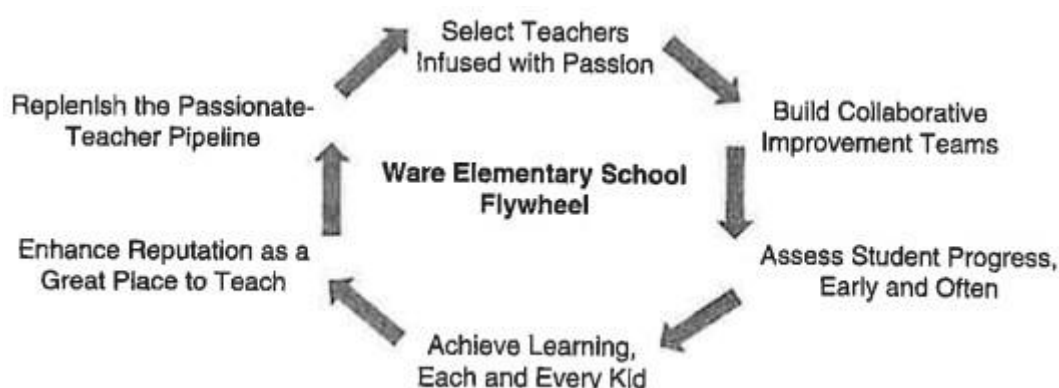 Select Teachers
Infused with Passion
Build Collaborative
Improvement Teams
Assess Student Progress,
Early and Often
Achieve Learning,
Each and Every Kid
Enhance Reputation as a
Great Place to Teach
Replenish the Passionate-
Teacher Pipeline
Ware Elementary School
Flywheel